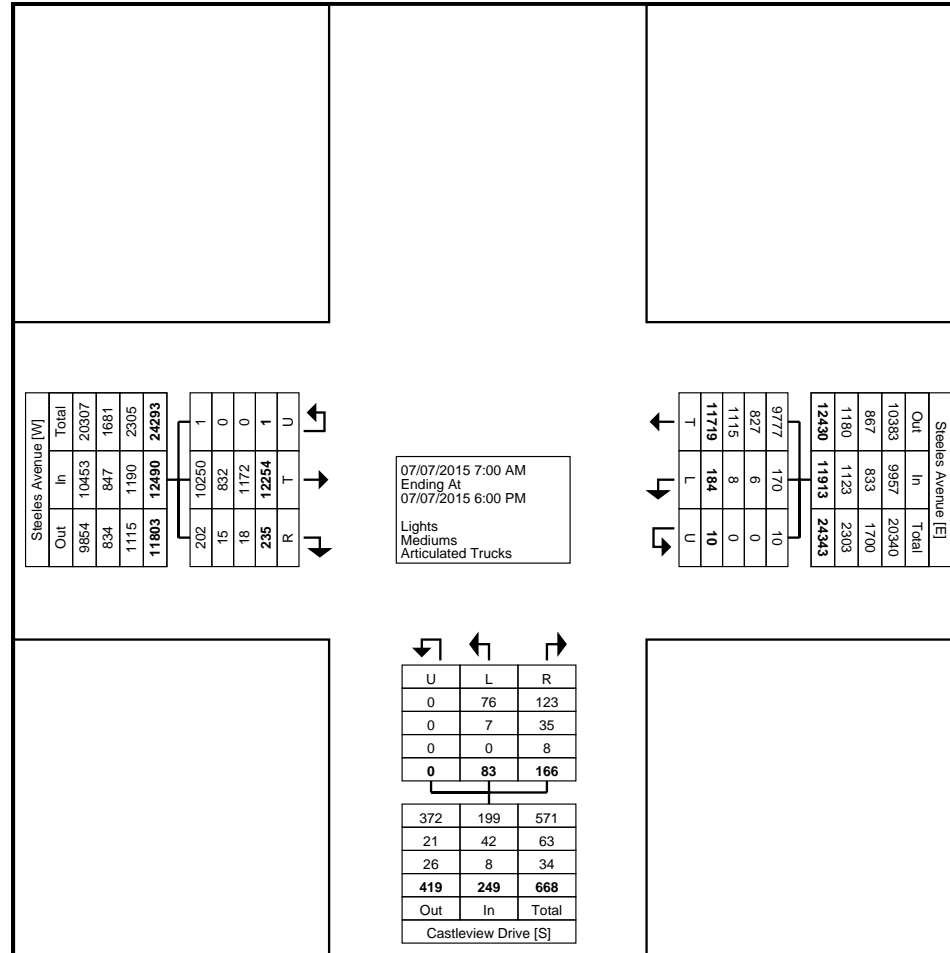 Steeles Avenue [W]
Out In Total
9854 10453 20307
834 847 1681
1115 1190 2305
11803 12490 24293
202 10250 1
15 832 0
18 1172 0
235 12254 1
R T U
07/07/2015 7:00 AM
Ending At
07/07/2015 6:00 PM
Lights
Mediums
Articulated Trucks
Steeles Avenue [E]
Out In Total
10383 9957 20340
867 833 1700
1180 1123 2303
12430 11913 24343
9777 170 10
827 6 0
1115 8 0
11719 184 10
T L U
U L R
0 76 123
0 7 35
0 0 8
0 83 166
372 199 571
21 42 63
26 8 34
419 249 668
Out In Total
Castleview Drive [S]